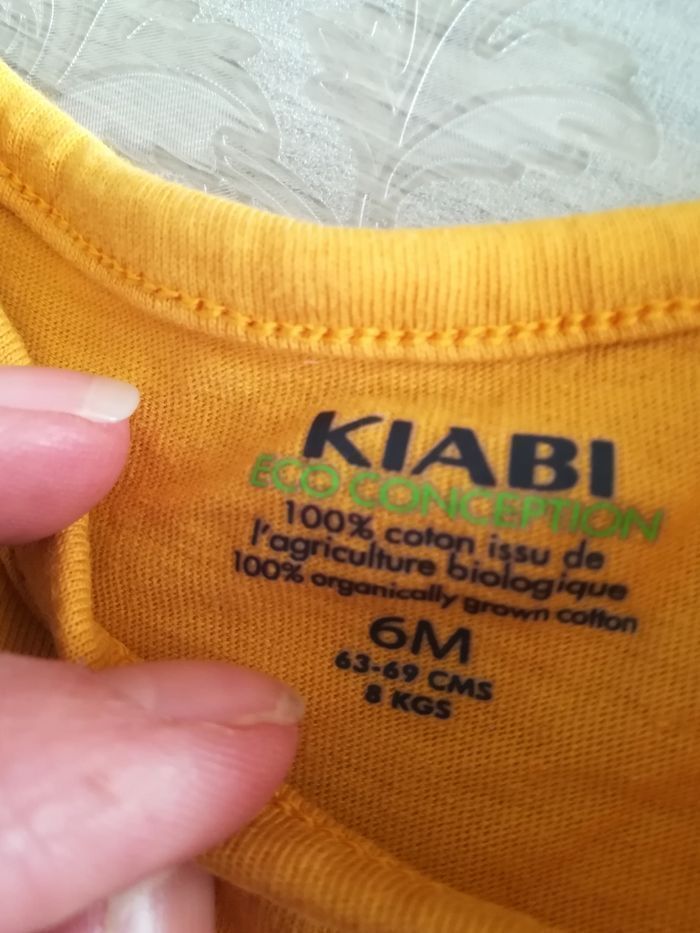 KIABI
ECO CONCEPTION
100% coton issu de
l'agriculture biologique
100% organically grown cotton
6M
63-69 CMS
8 KGS